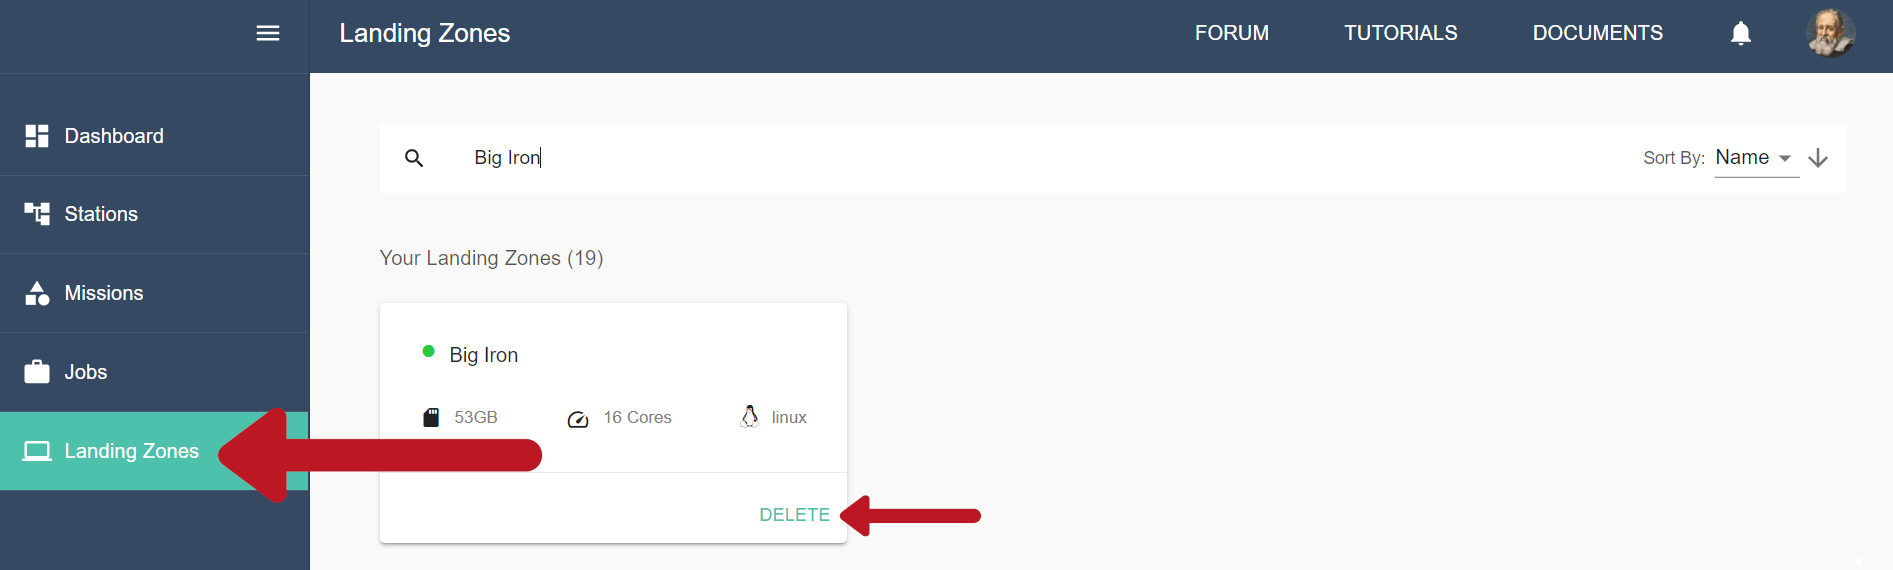 Landing Zones
FORUM
TUTORIALS
DOCUMENTS
Dashboard
Stations
Missions
Jobs
Landing Zones
Big Iron
Sort By: Name
Your Landing Zones (19)
Big Iron
53GB
16 Cores
linux
DELETE